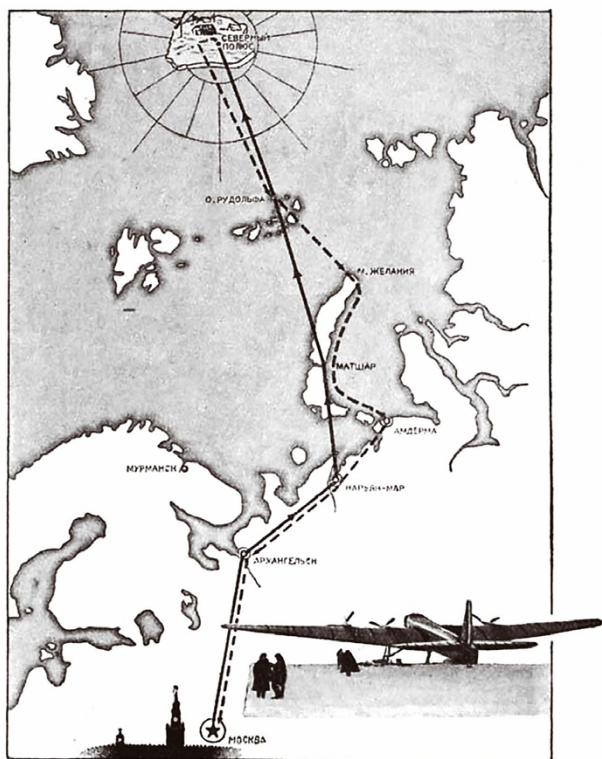 СЕВЕРНЫЙ
ПОЛЮС
О. РУДОЛЬФА
М. ЖЕЛАНИЯ
МАТШАР
АМДЕРМА
МУРМАНСК
НАРЬЯН-МАР
АРХАНГЕЛЬСК
МОСКВА